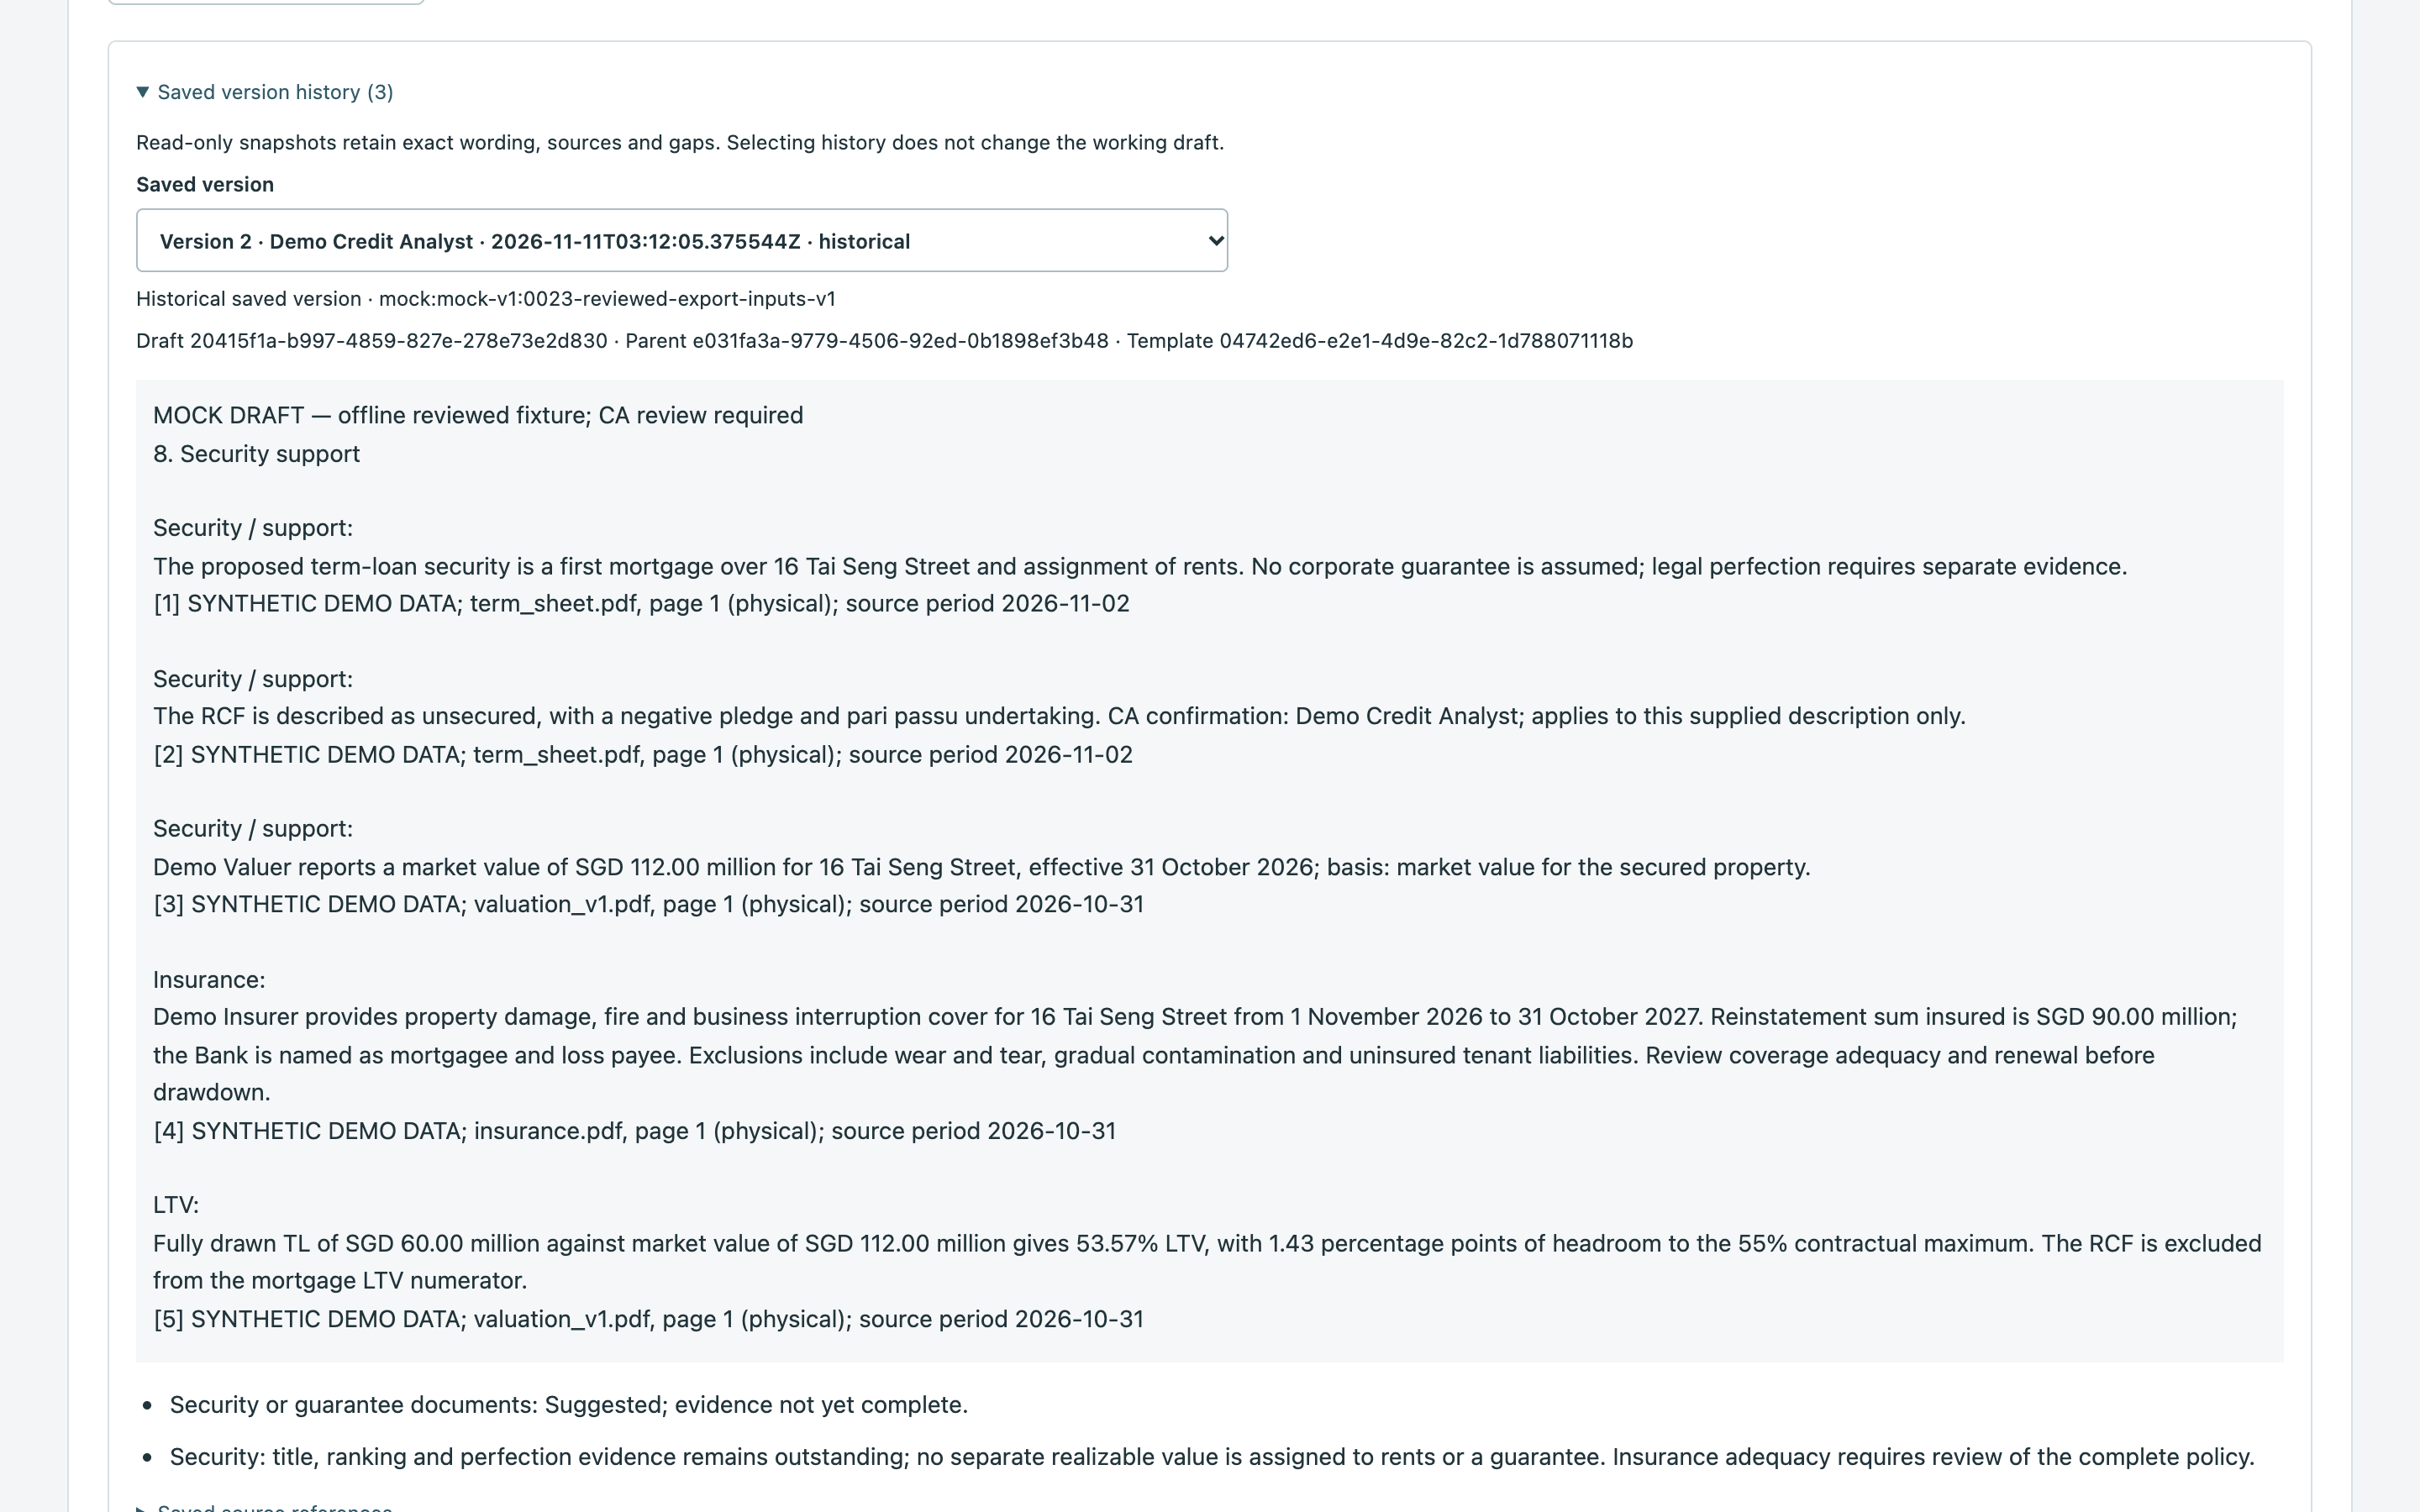 Saved version history (3)
Read-only snapshots retain exact wording, sources and gaps. Selecting history does not change the working draft.
Saved version
Version 2 · Demo Credit Analyst · 2026-11-11T03:12:05.375544Z · historical
Historical saved version · mock:mock-v1:0023-reviewed-export-inputs-v1
Draft 20415f1a-b997-4859-827e-278e73e2d830 · Parent e031fa3a-9779-4506-92ed-0b1898ef3b48 · Template 04742ed6-e2e1-4d9e-82c2-1d788071118b
MOCK DRAFT — offline reviewed fixture; CA review required
8. Security support
Security / support:
The proposed term-loan security is a first mortgage over 16 Tai Seng Street and assignment of rents. No corporate guarantee is assumed; legal perfection requires separate evidence.
[1] SYNTHETIC DEMO DATA; term_sheet.pdf, page 1 (physical); source period 2026-11-02
Security / support:
The RCF is described as unsecured, with a negative pledge and pari passu undertaking. CA confirmation: Demo Credit Analyst; applies to this supplied description only.
[2] SYNTHETIC DEMO DATA; term_sheet.pdf, page 1 (physical); source period 2026-11-02
Security / support:
Demo Valuer reports a market value of SGD 112.00 million for 16 Tai Seng Street, effective 31 October 2026; basis: market value for the secured property.
[3] SYNTHETIC DEMO DATA; valuation_v1.pdf, page 1 (physical); source period 2026-10-31
Insurance:
Demo Insurer provides property damage, fire and business interruption cover for 16 Tai Seng Street from 1 November 2026 to 31 October 2027. Reinstatement sum insured is SGD 90.00 million;
the Bank is named as mortgagee and loss payee. Exclusions include wear and tear, gradual contamination and uninsured tenant liabilities. Review coverage adequacy and renewal before
drawdown.
[4] SYNTHETIC DEMO DATA; insurance.pdf, page 1 (physical); source period 2026-10-31
LTV:
Fully drawn TL of SGD 60.00 million against market value of SGD 112.00 million gives 53.57% LTV, with 1.43 percentage points of headroom to the 55% contractual maximum. The RCF is excluded
from the mortgage LTV numerator.
[5] SYNTHETIC DEMO DATA; valuation_v1.pdf, page 1 (physical); source period 2026-10-31
Security or guarantee documents: Suggested; evidence not yet complete.
Security: title, ranking and perfection evidence remains outstanding; no separate realizable value is assigned to rents or a guarantee. Insurance adequacy requires review of the complete policy.
Saved source references